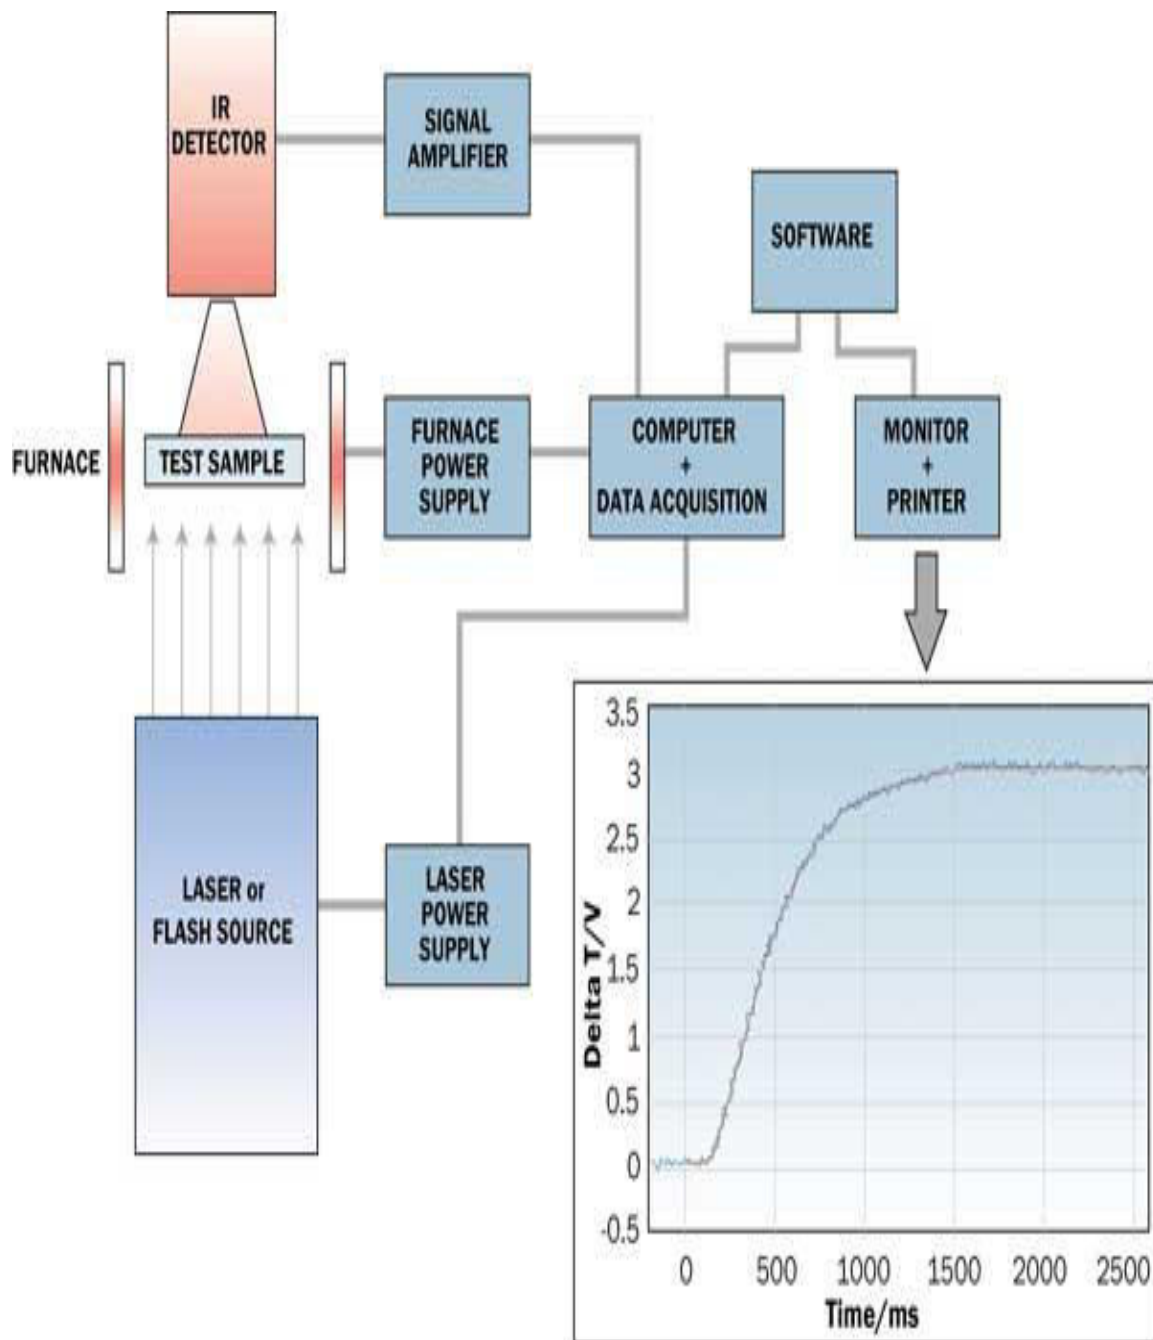 IR
DETECTOR
SIGNAL
AMPLIFIER
SOFTWARE
FURNACE
TEST SAMPLE
FURNACE
POWER
SUPPLY
COMPUTER
+
DATA ACQUISITION
MONITOR
+
PRINTER
LASER or
FLASH SOURCE
LASER
POWER
SUPPLY
3.5
3
2.5
2
1.5
1
0.5
0
-0.5
Delta T/V
0 500 1000 1500 2000 2500
Time/ms